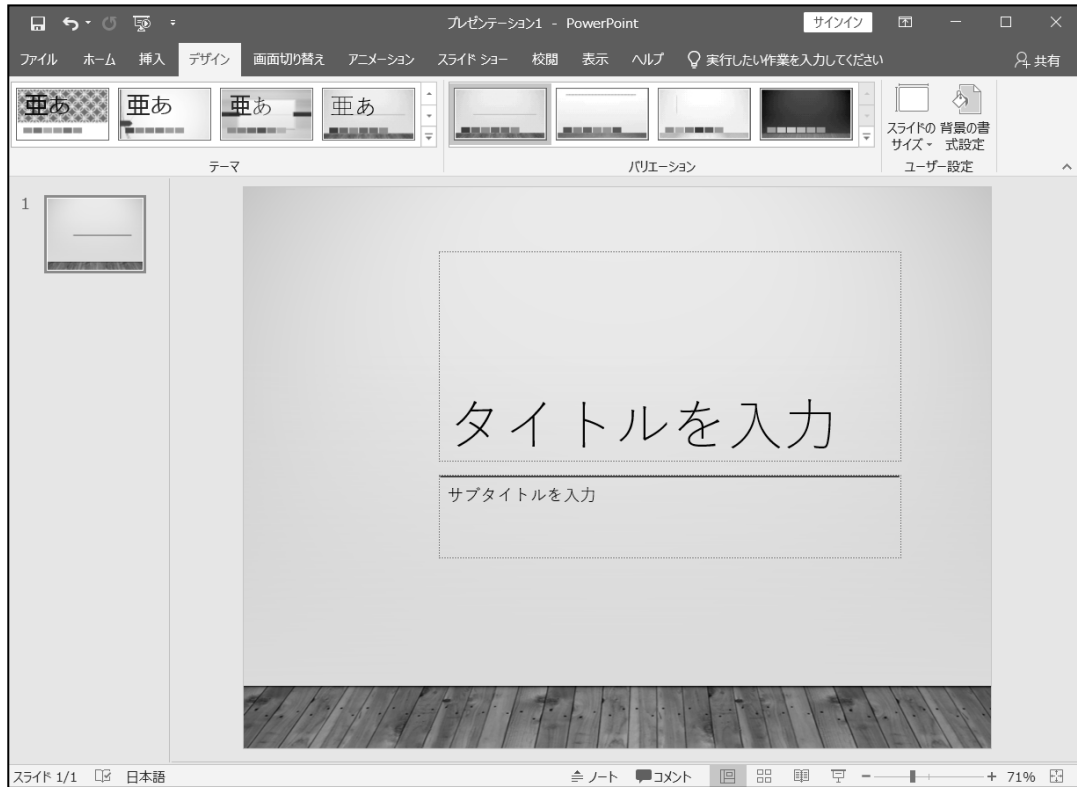 プレゼンテーション1 - PowerPoint
サインイン
ファイル ホーム 挿入 デザイン 画面切り替え アニメーション スライド ショー 校閲 表示 ヘルプ 実行したい作業を入力してください 共有
亜あ 亜あ 亜あ 亜あ
スライドの
サイズ
背景の書
式設定
テーマ バリエーション ユーザー設定
1
タイトルを入力
サブタイトルを入力
スライド 1/1 日本語 ノート コメント 71%